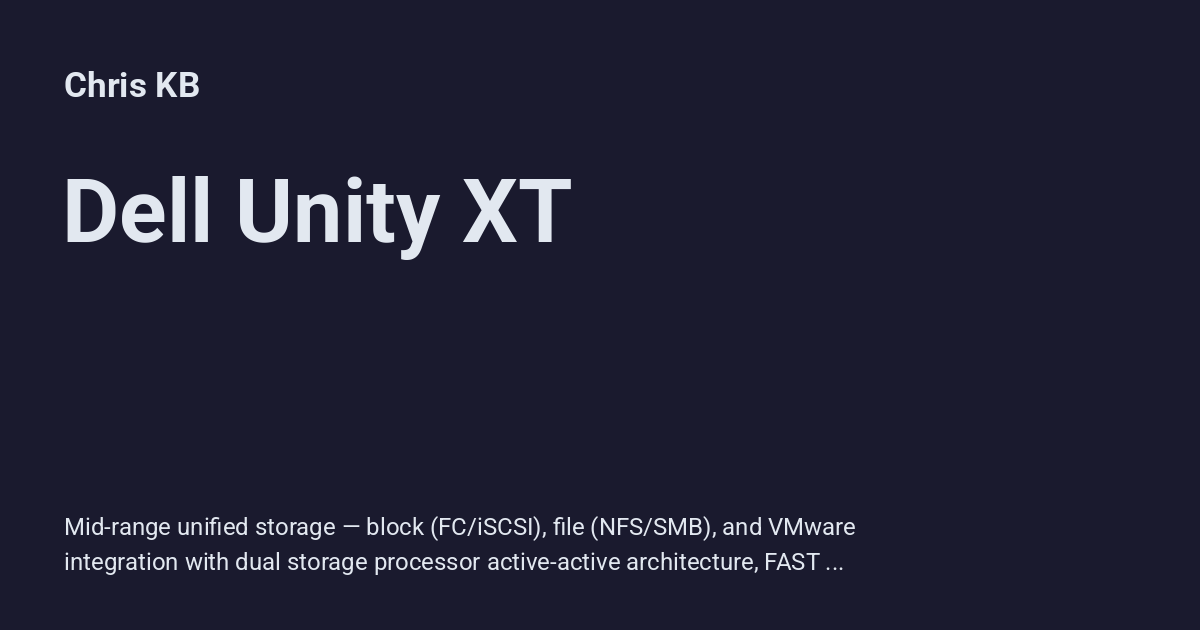 Chris KB
Dell Unity XT
Mid-range unified storage — block (FC/iSCSI), file (NFS/SMB), and VMware
integration with dual storage processor active-active architecture, FAST ...